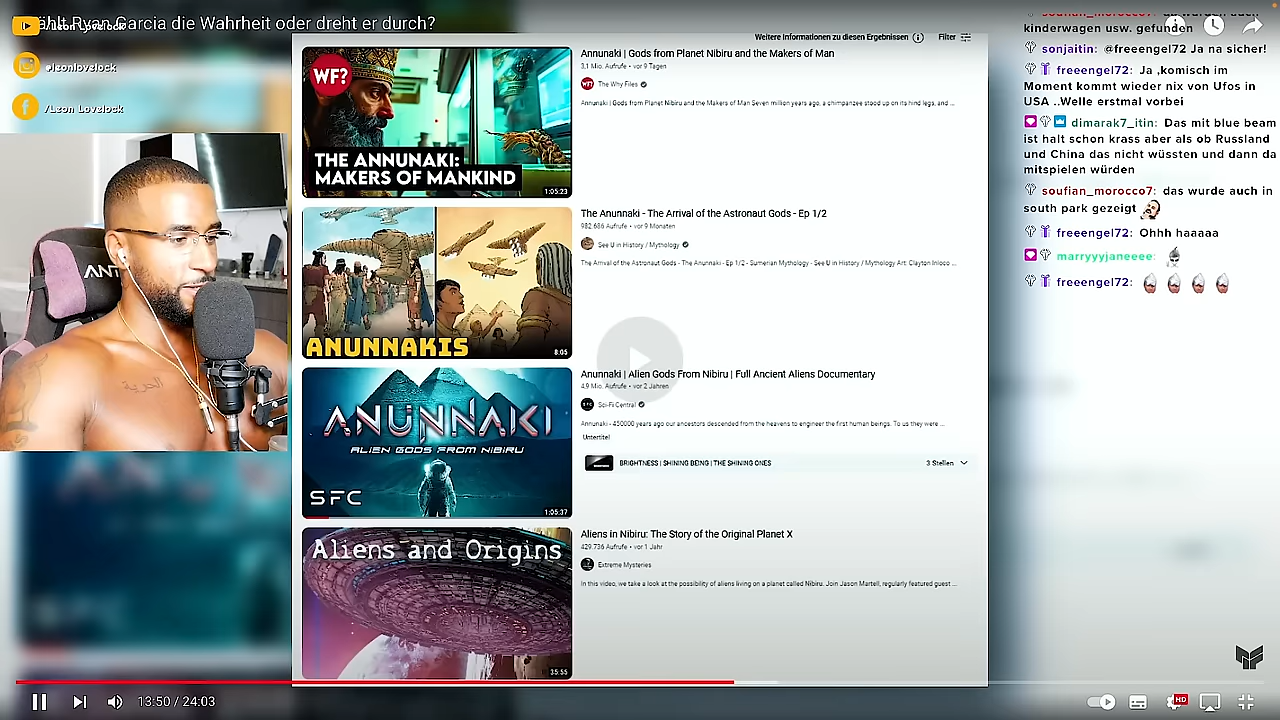 ählt Ryan Garcia die Wahrheit oder dreht er durch?
/Leon Lovelock
@leonlovelock
/Leon Lovelock
ANT
الحرية
Weitere Informationen zu diesen Ergebnissen
Filter
WF?
THE ANNUNAKI:
MAKERS OF MANKIND
1:05:23
Annunaki | Gods from Planet Nibiru and the Makers of Man
3,1 Mio. Aufrufe • vor 9 Tagen
WF?
The Why Files
Annunaki | Gods from Planet Nibiru and the Makers of Man Seven million years ago, a chimpanzee stood up on its hind legs, and ...
ANUNNAKIS
8:05
The Anunnaki - The Arrival of the Astronaut Gods - Ep 1/2
982.686 Aufrufe • vor 9 Monaten
See U in History / Mythology
The Arrival of the Astronaut Gods - The Anunnaki - Ep 1/2 - Sumerian Mythology - See U in History / Mythology Art: Clayton Inloco ...
ANUNNAKI
ALIEN GODS FROM NIBIRU
SFC
1:05:37
Anunnaki | Alien Gods From Nibiru | Full Ancient Aliens Documentary
4,9 Mio. Aufrufe • vor 2 Jahren
SFC
Sci-Fi Central
Anunnaki - 450000 years ago our ancestors descended from the heavens to engineer the first human beings. To us they were ...
Untertitel
BRIGHTNESS | SHINING BEING | THE SHINING ONES
3 Stellen
Aliens and Origins
35:55
Aliens in Nibiru: The Story of the Original Planet X
429.736 Aufrufe • vor 1 Jahr
Extreme Mysteries
In this video, we take a look at the possibility of aliens living on a planet called Nibiru. Join Jason Martell, regularly featured guest ...
kinderwagen usw. gefunden
sonjaitin: @freeengel72 Ja na sicher!
freeengel72: Ja ,komisch im
Moment kommt wieder nix von Ufos in
USA ..Welle erstmal vorbei
dimarak7_itin: Das mit blue beam
ist halt schon krass aber als ob Russland
und China das nicht wüssten und dann da
mitspielen würden
soufian_morocco7: das wurde auch in
south park gezeigt
freeengel72: Ohhh haaaa
marryyyjaneeee:
freeengel72:
13:50 / 24:03
HD